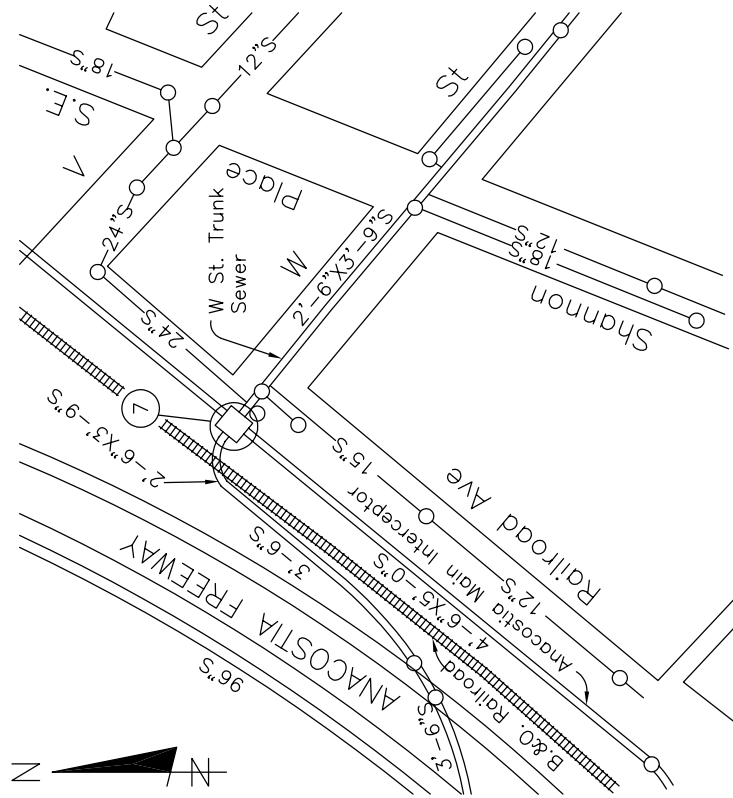 St
12"S
18"S
S.E.
V
Place
W
24"S
W St. Trunk
Sewer
2'-6"X3'-9"S
St
24"S
12"S
18"S
Shannon
2'-6"X3'-9"S
15"S
Railroad Ave
12"S
Anacostia Main Interceptor
4'-6"X5'-0"S
3'-6"S
ANACOSTIA FREEWAY
96"S
B.&O. Railroad
3'-6"S
N